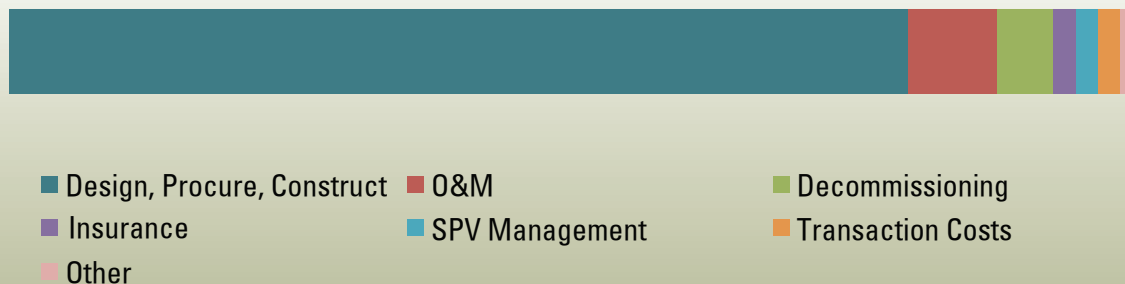 Design, Procure, Construct O&M Decommissioning
Insurance SPV Management Transaction Costs
Other